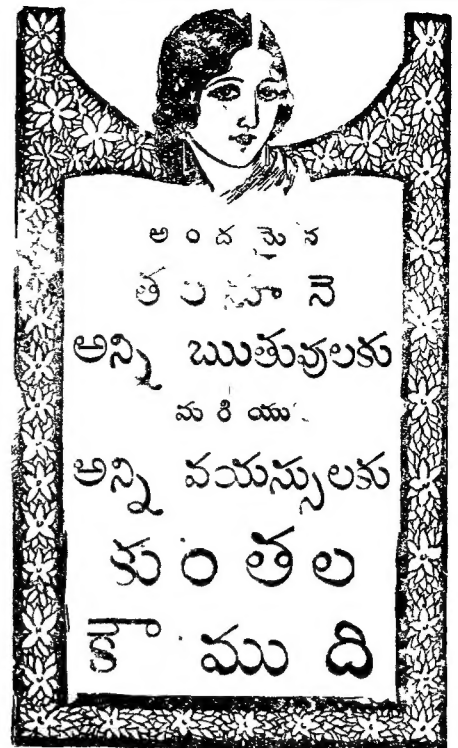 అందమైన
తలనూనె
అన్ని ఋతువులకు
మరియు
అన్ని వయస్సులకు
కుంతల
కౌముది